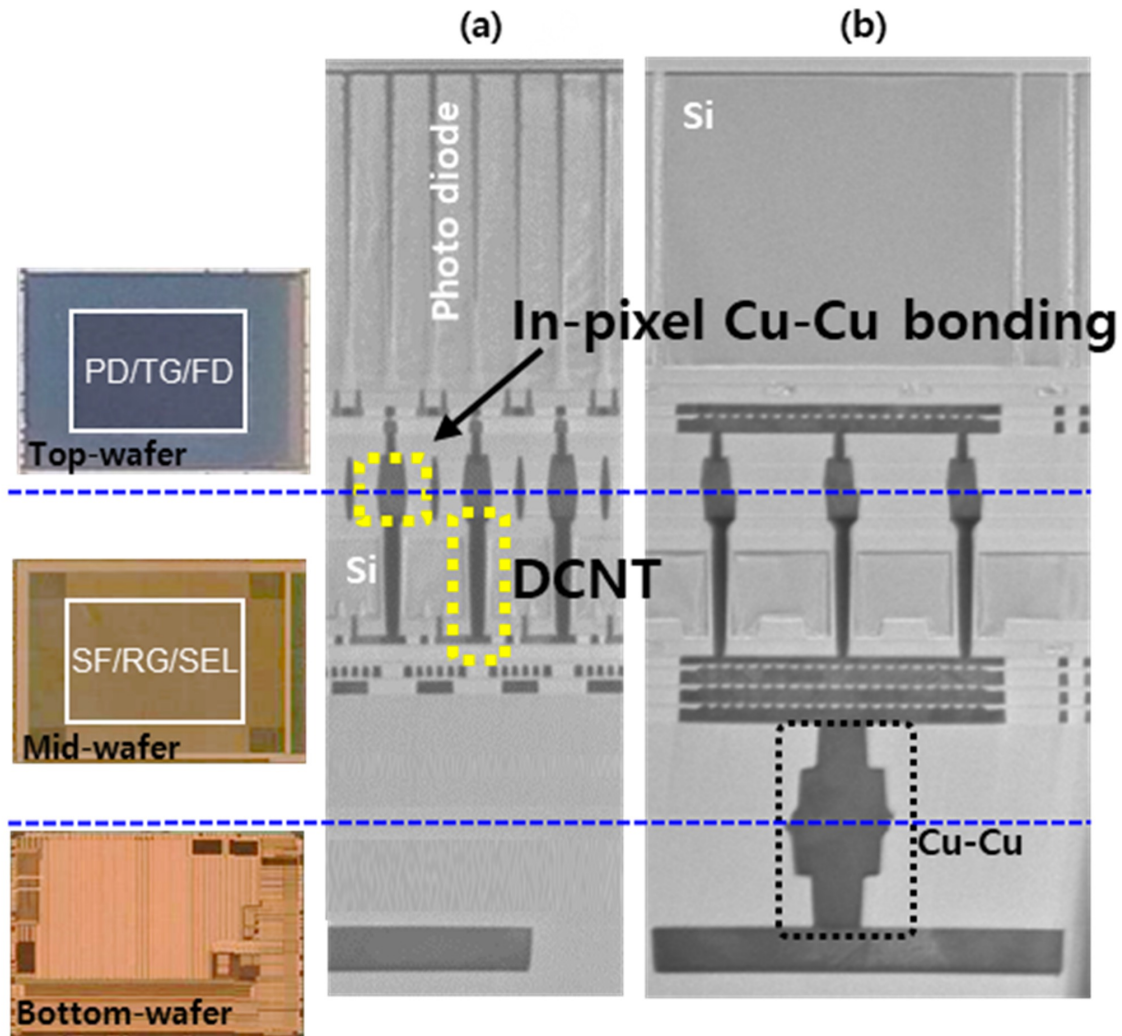 (a)
(b)
Si
Photo diode
In-pixel Cu-Cu bonding
PD/TG/FD
Top-wafer
Si
DCNT
SF/RG/SEL
Mid-wafer
Cu-Cu
Bottom-wafer